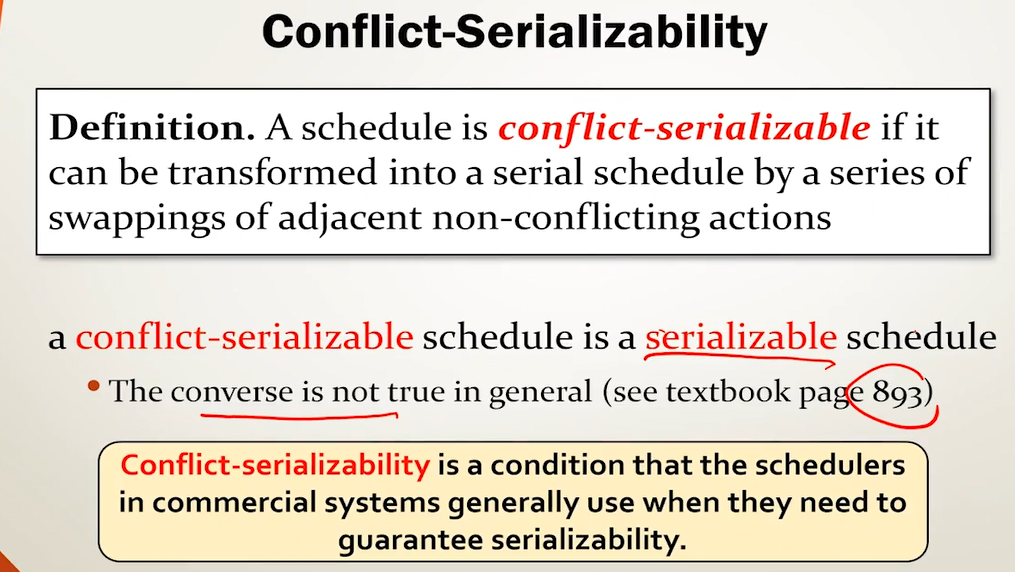 Conflict-Serializability
Definition. A schedule is conflict-serializable if it
can be transformed into a serial schedule by a series of
swappings of adjacent non-conflicting actions
a conflict-serializable schedule is a serializable schedule
• The converse is not true in general (see textbook page 893)
Conflict-serializability is a condition that the schedulers
in commercial systems generally use when they need to
guarantee serializability.